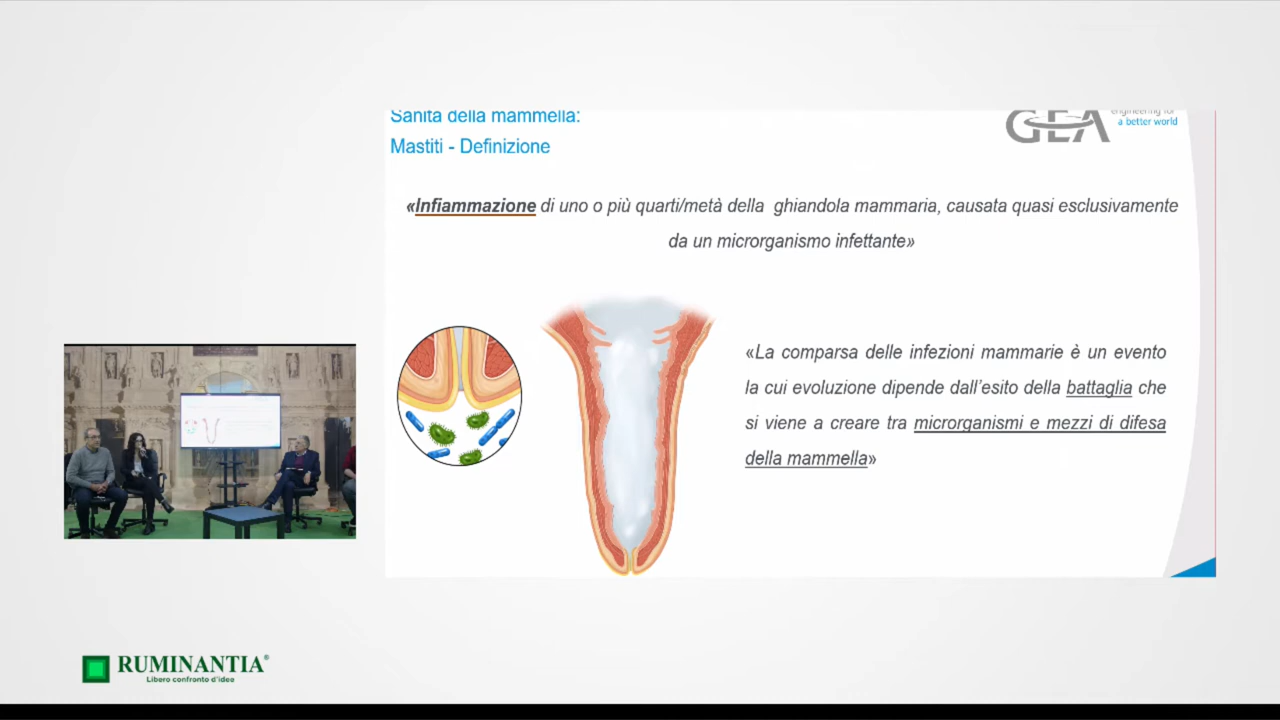 Sanità della mammella:
Mastiti - Definizione
GEA
engineering for
a better world
«Infiammazione di uno o più quarti/metà della ghiandola mammaria, causata quasi esclusivamente
da un microrganismo infettante»
«La comparsa delle infezioni mammarie è un evento
la cui evoluzione dipende dall'esito della battaglia che
si viene a creare tra microrganismi e mezzi di difesa
della mammella»
RUMINANTIA®
Libero confronto d'idee